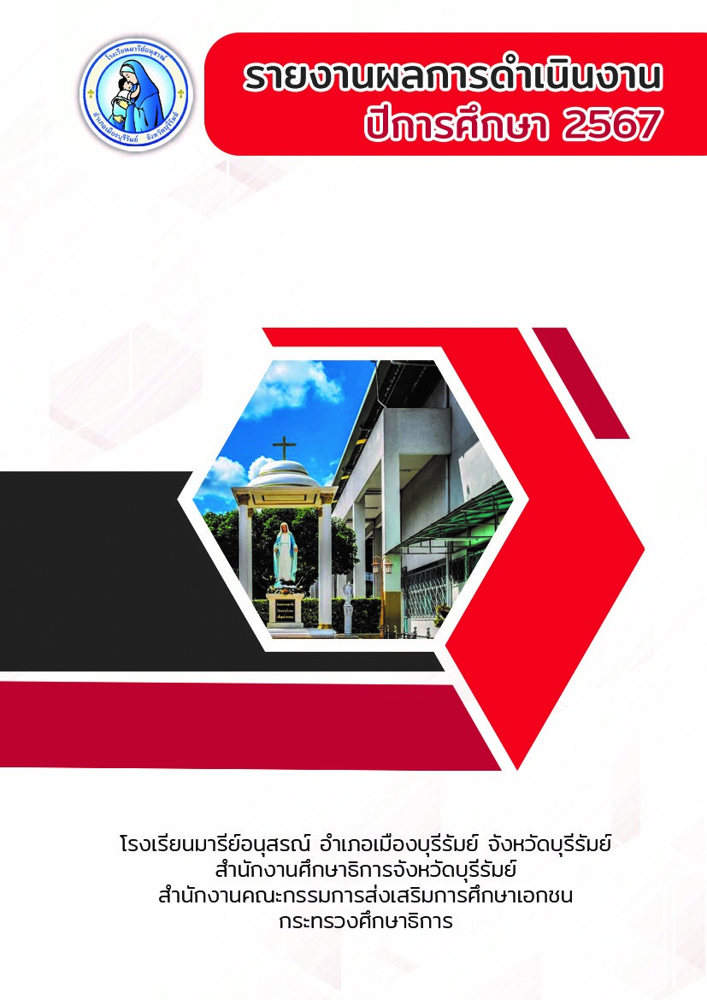 โรงเรียนมารีย์อนุสรณ์
อำเภอเมืองบุรีรัมย์ จังหวัดบุรีรัมย์
รายงานผลการดำเนินงาน
ปีการศึกษา 2567
โรงเรียนมารีย์อนุสรณ์ อำเภอเมืองบุรีรัมย์ จังหวัดบุรีรัมย์
สำนักงานศึกษาธิการจังหวัดบุรีรัมย์
สำนักงานคณะกรรมการส่งเสริมการศึกษาเอกชน
กระทรวงศึกษาธิการ